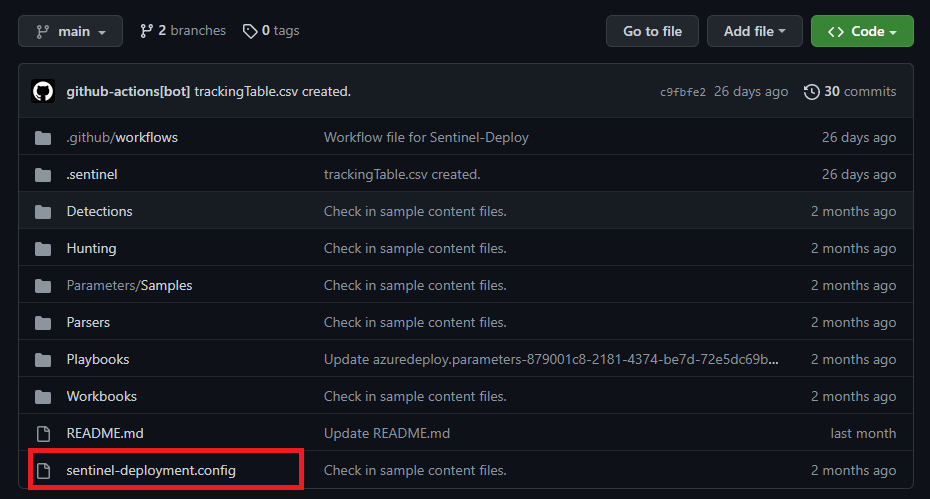 main 2 branches 0 tags Go to file Add file Code
github-actions[bot] trackingTable.csv created. c9fbfe2 26 days ago 30 commits
.github/workflows Workflow file for Sentinel-Deploy 26 days ago
.sentinel trackingTable.csv created. 26 days ago
Detections Check in sample content files. 2 months ago
Hunting Check in sample content files. 2 months ago
Parameters/Samples Check in sample content files. 2 months ago
Parsers Check in sample content files. 2 months ago
Playbooks Update azuredeploy.parameters-879001c8-2181-4374-be7d-72e5dc69b... 2 months ago
Workbooks Check in sample content files. 2 months ago
README.md Update README.md last month
sentinel-deployment.config Check in sample content files. 2 months ago